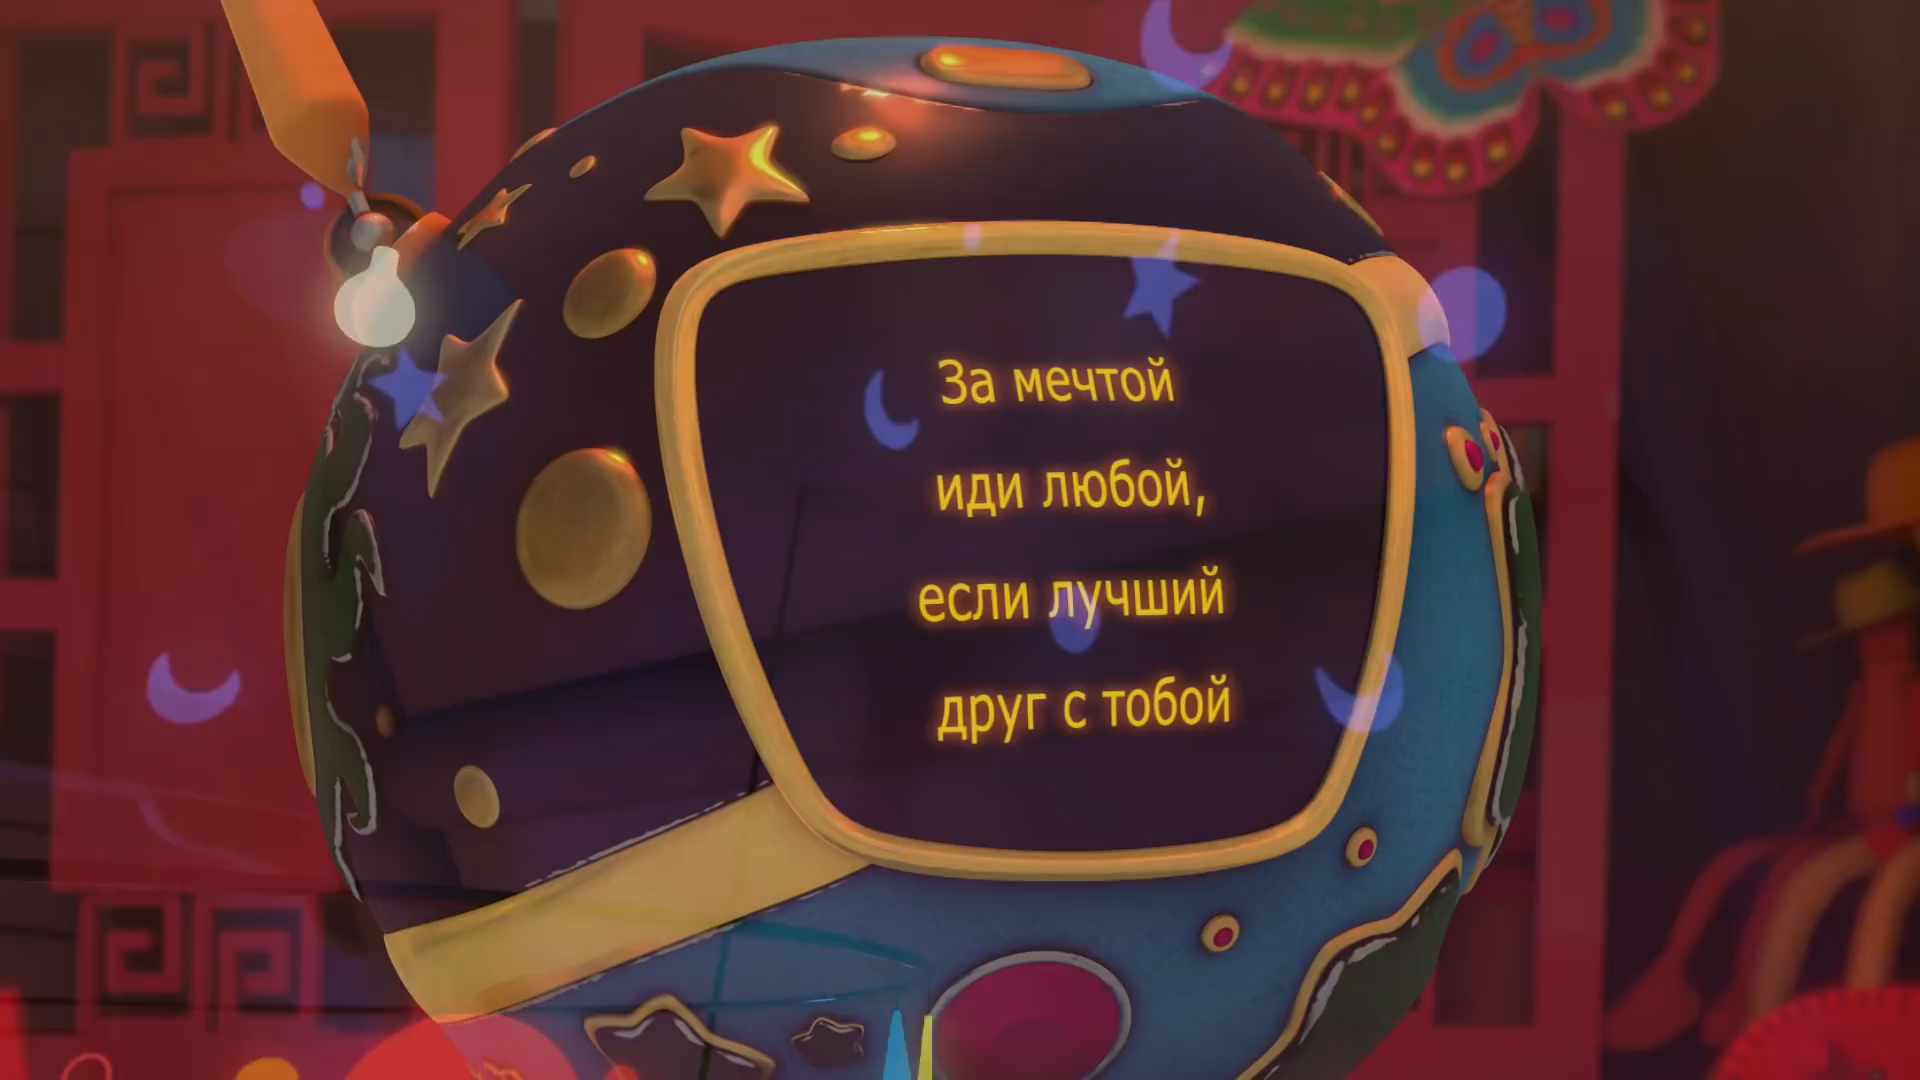 За мечтой
иди любой,
если лучший
друг с тобой